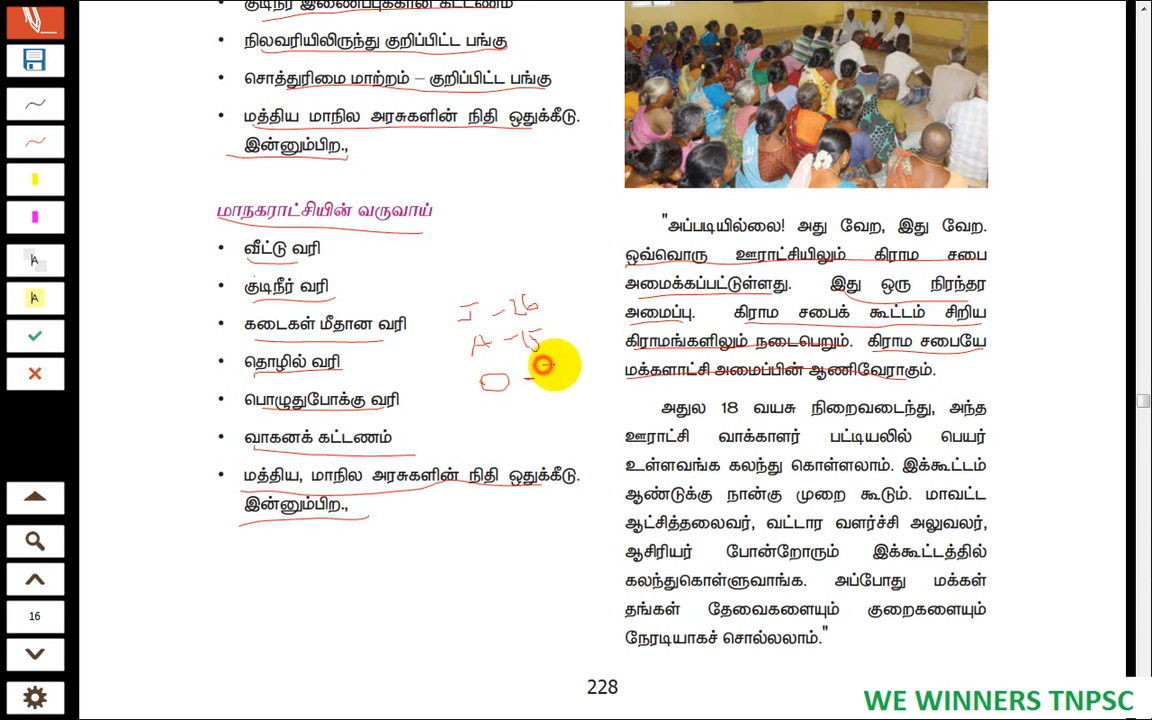 குடிநீர் இணைப்புக்கான கட்டணம்
• நிலவரியிலிருந்து குறிப்பிட்ட பங்கு
• சொத்துரிமை மாற்றம் – குறிப்பிட்ட பங்கு
• மத்திய மாநில அரசுகளின் நிதி ஒதுக்கீடு.
இன்னும்பிற.,
மாநகராட்சியின் வருவாய்
• வீட்டு வரி
• குடிநீர் வரி
• கடைகள் மீதான வரி
• தொழில் வரி
• பொழுதுபோக்கு வரி
• வாகனக் கட்டணம்
• மத்திய, மாநில அரசுகளின் நிதி ஒதுக்கீடு.
இன்னும்பிற.,
J - 26
A - 15
O -
"அப்படியில்லை! அது வேற, இது வேற.
ஒவ்வொரு ஊராட்சியிலும் கிராம சபை
அமைக்கப்பட்டுள்ளது. இது ஒரு நிரந்தர
அமைப்பு. கிராம சபைக் கூட்டம் சிறிய
கிராமங்களிலும் நடைபெறும். கிராம சபையே
மக்களாட்சி அமைப்பின் ஆணிவேராகும்.
அதுல 18 வயசு நிறைவடைந்து, அந்த
ஊராட்சி வாக்காளர் பட்டியலில் பெயர்
உள்ளவங்க கலந்து கொள்ளலாம். இக்கூட்டம்
ஆண்டுக்கு நான்கு முறை கூடும். மாவட்ட
ஆட்சித்தலைவர், வட்டார வளர்ச்சி அலுவலர்,
ஆசிரியர் போன்றோரும் இக்கூட்டத்தில்
கலந்துகொள்ளுவாங்க. அப்போது மக்கள்
தங்கள் தேவைகளையும் குறைகளையும்
நேரடியாகச் சொல்லலாம்."
228
16
WE WINNERS TNPSC